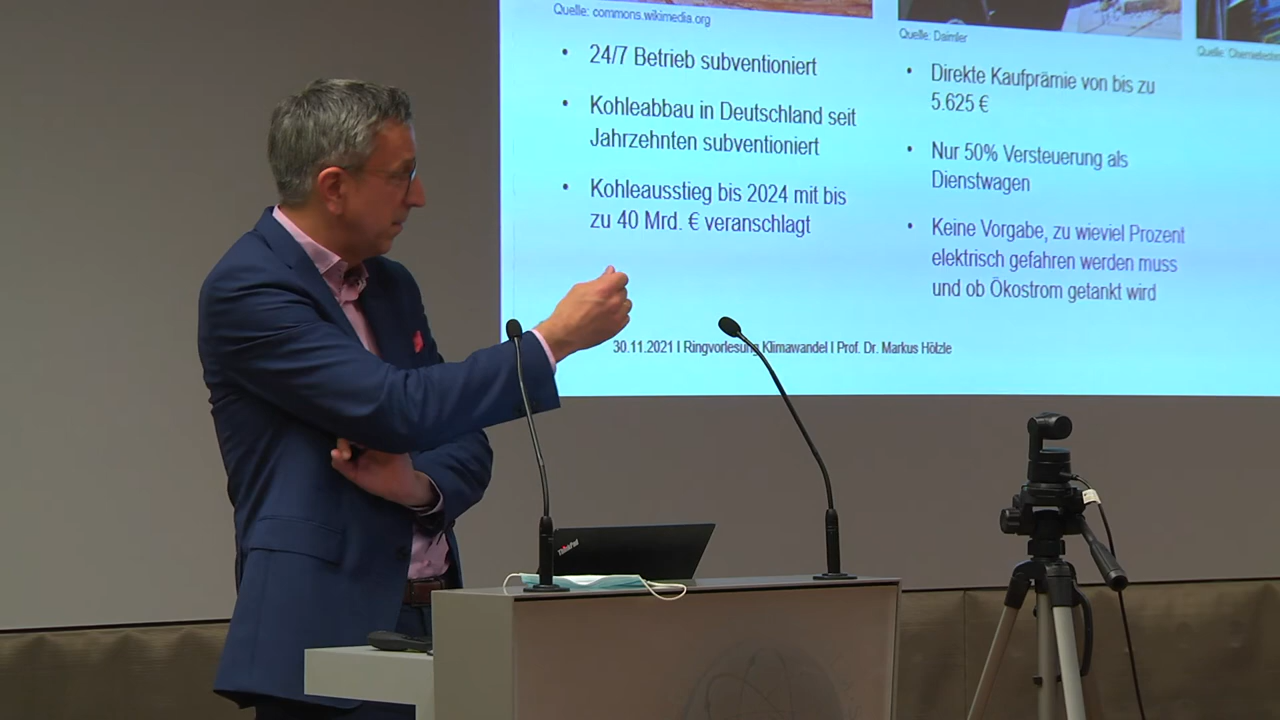 Quelle: commons.wikimedia.org
• 24/7 Betrieb subventioniert
• Kohleabbau in Deutschland seit
Jahrzehnten subventioniert
• Kohleausstieg bis 2024 mit bis
zu 40 Mrd. € veranschlagt
Quelle: Daimler
• Direkte Kaufprämie von bis zu
5.625 €
• Nur 50% Versteuerung als
Dienstwagen
• Keine Vorgabe, zu wieviel Prozent
elektrisch gefahren werden muss
und ob Ökostrom getankt wird
Quelle:
30.11.2021 I Ringvorlesung Klimawandel I Prof. Dr. Markus Hölzle
ThinkPad